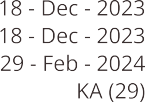 18 - Dec - 2023
18 - Dec - 2023
29 - Feb - 2024
KA (29)